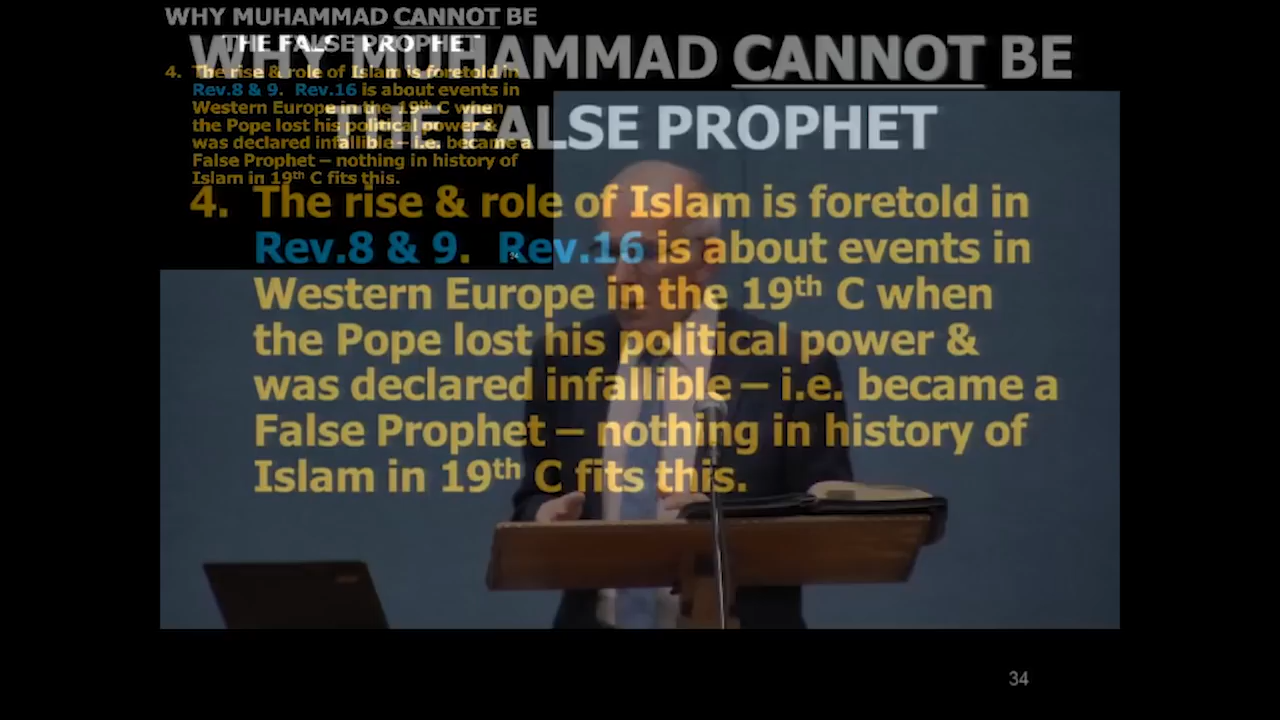 WHY MUHAMMAD CANNOT BE
THE FALSE PROPHET
4. The rise & role of Islam is foretold in
Rev.8 & 9. Rev.16 is about events in
Western Europe in the 19th C when
the Pope lost his political power &
was declared infallible – i.e. became a
False Prophet – nothing in history of
Islam in 19th C fits this.
34
WHY MUHAMMAD CANNOT BE
THE FALSE PROPHET
4. The rise & role of Islam is foretold in
Rev.8 & 9. Rev.16 is about events in
Western Europe in the 19th C when
the Pope lost his political power &
was declared infallible – i.e. became a
False Prophet – nothing in history of
Islam in 19th C fits this.
34